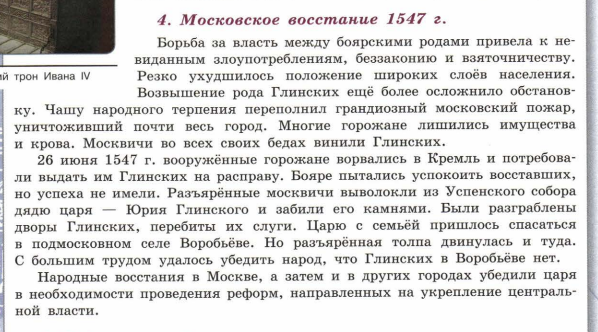 4. Московское восстание 1547 г.
Борьба за власть между боярскими родами привела к не-
виданным злоупотреблениям, беззаконию и взяточничеству.
ий трон Ивана IV
Резко ухудшилось положение широких слоёв населения.
Возвышение рода Глинских ещё более осложнило обстанов-
ку. Чашу народного терпения переполнил грандиозный московский пожар,
уничтоживший почти весь город. Многие горожане лишились имущества
и крова. Москвичи во всех своих бедах винили Глинских.
26 июня 1547 г. вооружённые горожане ворвались в Кремль и потребова-
ли выдать им Глинских на расправу. Бояре пытались успокоить восставших,
но успеха не имели. Разъярённые москвичи выволокли из Успенского собора
дядю царя — Юрия Глинского и забили его камнями. Были разграблены
дворы Глинских, перебиты их слуги. Царю с семьёй пришлось спасаться
в подмосковном селе Воробьёве. Но разъярённая толпа двинулась и туда.
С большим трудом удалось убедить народ, что Глинских в Воробьёве нет.
Народные восстания в Москве, а затем и в других городах убедили царя
в необходимости проведения реформ, направленных на укрепление централь-
ной власти.